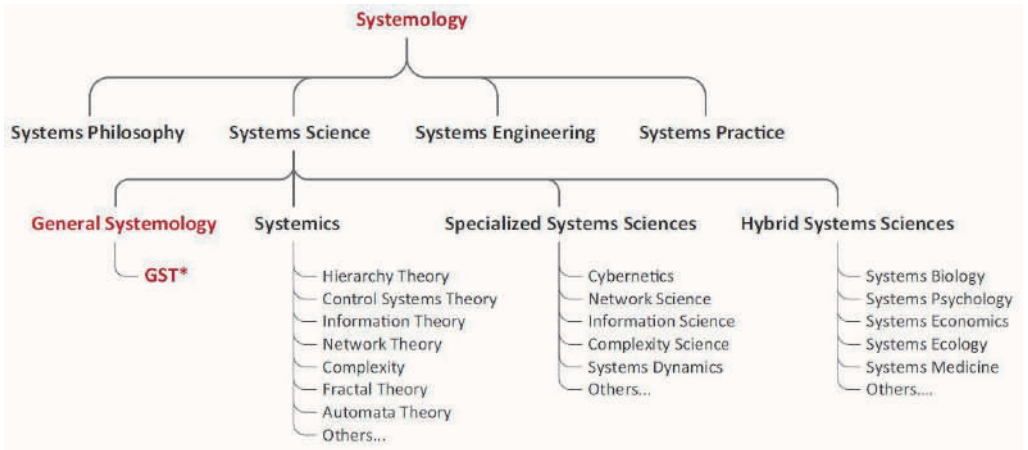 Systemology
Systems Philosophy
Systems Science
Systems Engineering
Systems Practice
General Systemology
GST*
Systemics
Hierarchy Theory
Control Systems Theory
Information Theory
Network Theory
Complexity
Fractal Theory
Automata Theory
Others...
Specialized Systems Sciences
Cybernetics
Network Science
Information Science
Complexity Science
Systems Dynamics
Others...
Hybrid Systems Sciences
Systems Biology
Systems Psychology
Systems Economics
Systems Ecology
Systems Medicine
Others....